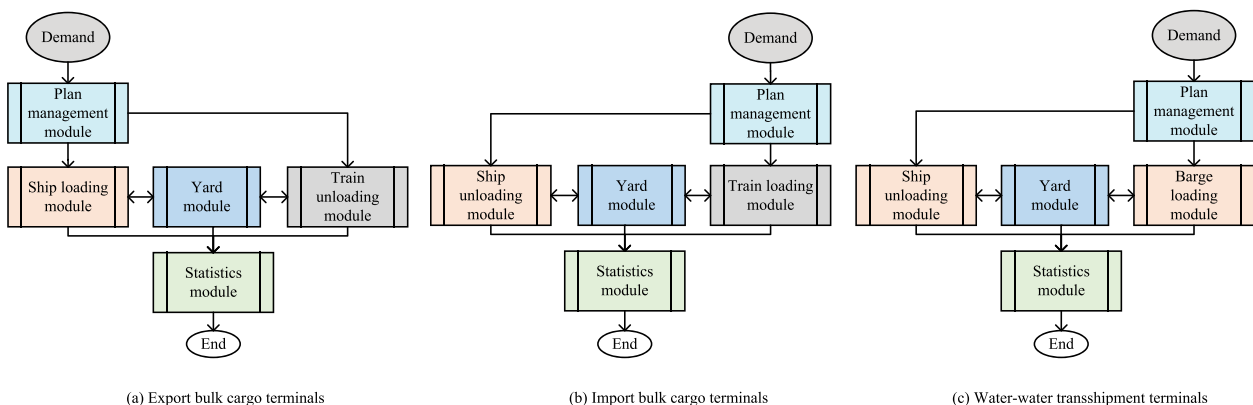 Demand
Plan
management
module
Ship loading
module
Yard
module
Train
unloading
module
Statistics
module
End
(a) Export bulk cargo terminals
Demand
Plan
management
module
Ship
unloading
module
Yard
module
Train loading
module
Statistics
module
End
(b) Import bulk cargo terminals
Demand
Plan
management
module
Ship
unloading
module
Yard
module
Barge
loading
module
Statistics
module
End
(c) Water-water transshipment terminals